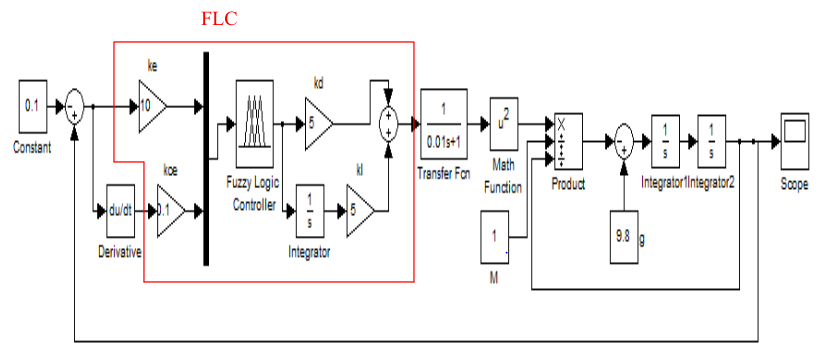 FLC
ke
10
0.1
Constant
du/dt
Derivative
kce
0.1
Fuzzy Logic
Controller
kd
5
1
s
Integrator
kI
5
1
0.01s+1
Transfer Fcn
u²
Math
Function
1
M
Product
9.8
g
1
s
Integrator1
1
s
Integrator2
Scope